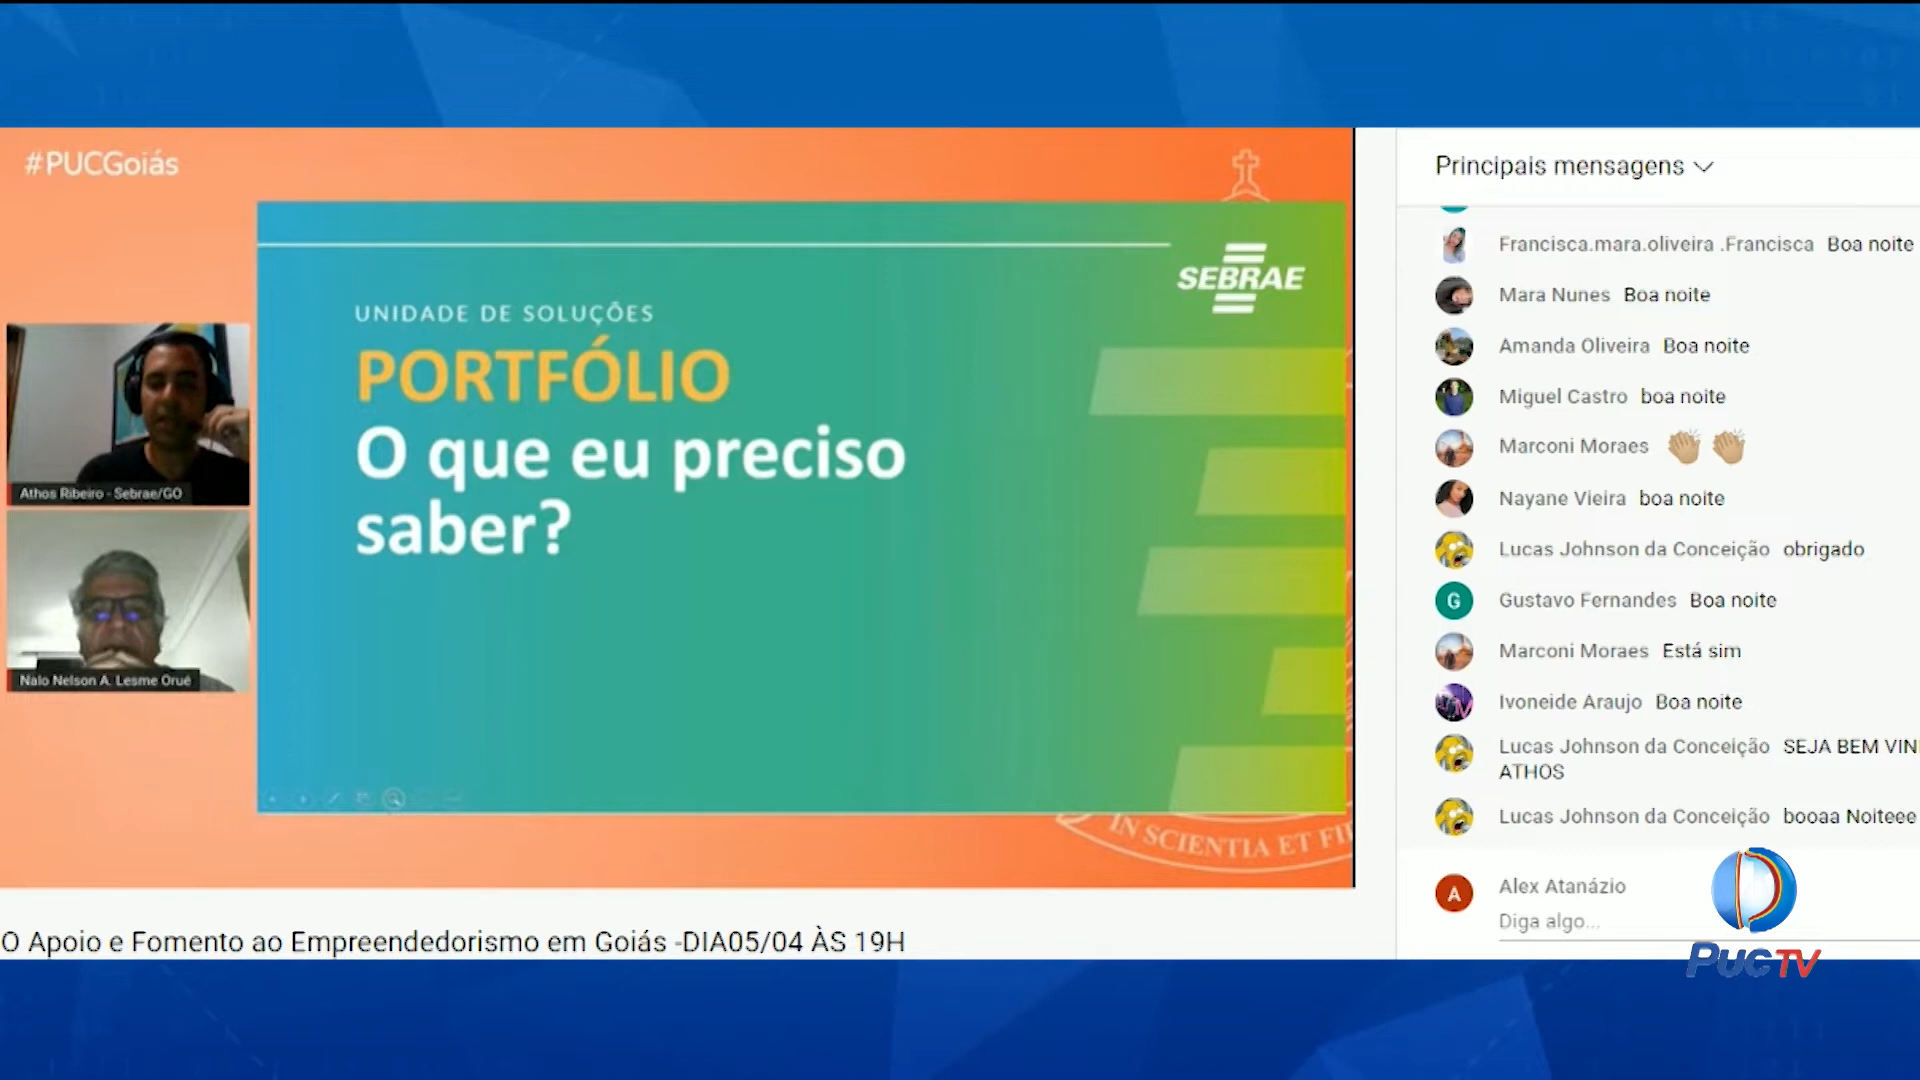 #PUCGoiás
SEBRAE
UNIDADE DE SOLUÇÕES
PORTFÓLIO
O que eu preciso
saber?
Athos Ribeiro - Sebrae/GO
Nalo Nelson A. Lesme Orué
IN SCIENTIA ET FI
O Apoio e Fomento ao Empreendedorismo em Goiás -DIA05/04 ÀS 19H
Principais mensagens
Francisca.mara.oliveira .Francisca Boa noite
Mara Nunes Boa noite
Amanda Oliveira Boa noite
Miguel Castro boa noite
Marconi Moraes 👏🏼 👏🏼
Nayane Vieira boa noite
Lucas Johnson da Conceição obrigado
G Gustavo Fernandes Boa noite
Marconi Moraes Está sim
Ivoneide Araujo Boa noite
Lucas Johnson da Conceição SEJA BEM VIN
ATHOS
Lucas Johnson da Conceição booaa Noiteee
A Alex Atanázio
Diga algo...
PUC TV